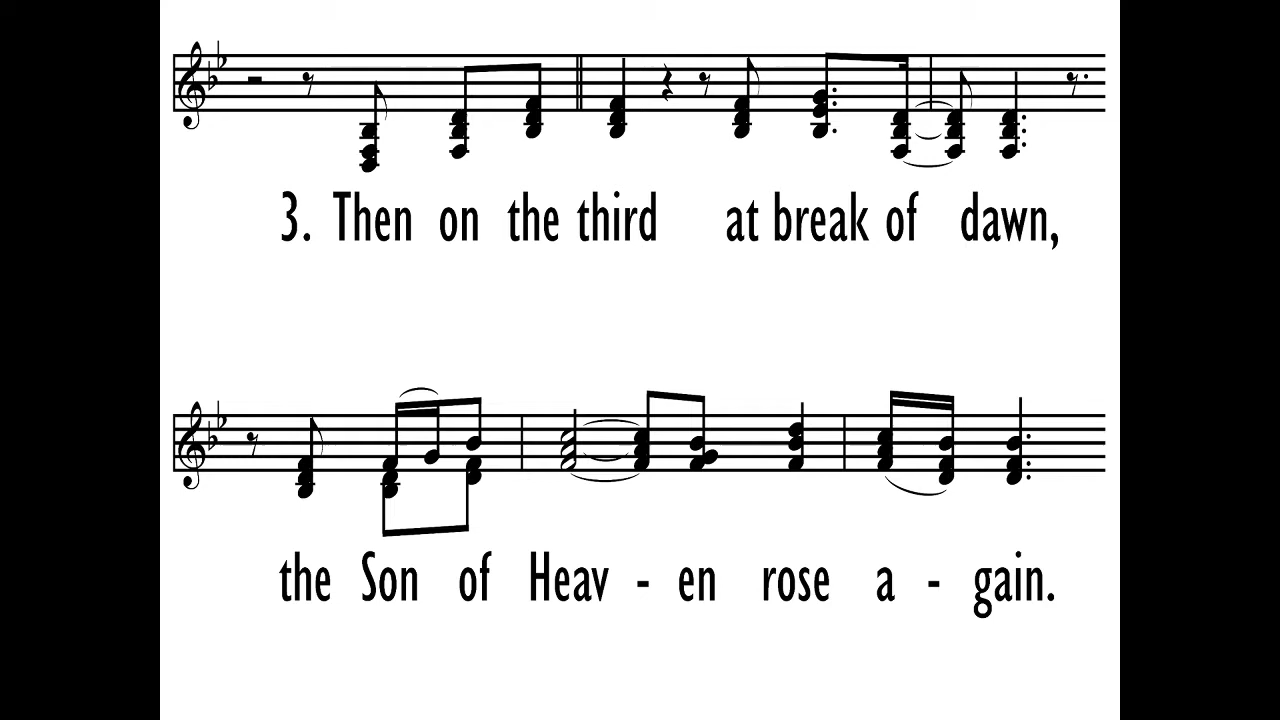 3. Then on the third at break of dawn,
the Son of Heav - en rose a - gain.